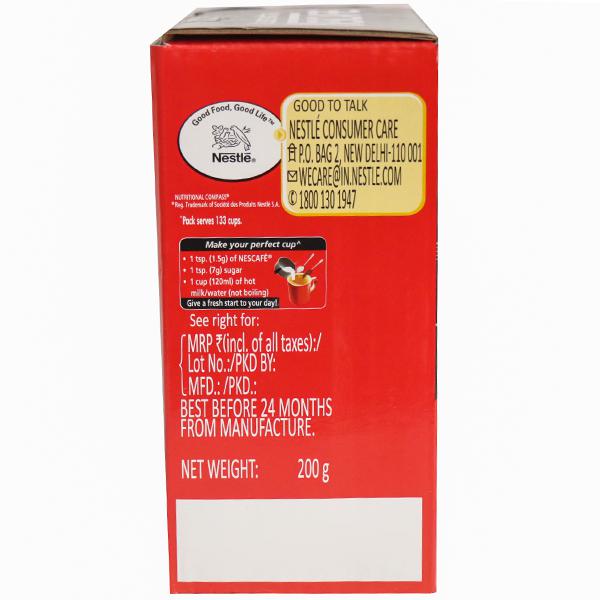 Good Food, Good Life™
Nestlé®
GOOD TO TALK
NESTLÉ CONSUMER CARE
P.O. BAG 2, NEW DELHI-110 001
WECARE@IN.NESTLE.COM
1800 130 1947
NUTRITIONAL COMPASS®
®Reg. Trademark of Société des Produits Nestlé S.A.
*Pack serves 133 cups.
Make your perfect cup^
• 1 tsp. (1.5g) of NESCAFÉ®
• 1 tsp. (7g) sugar
• 1 cup (120ml) of hot
milk/water (not boiling)
Give a fresh start to your day!
See right for:
MRP ₹(incl. of all taxes):/
Lot No.:/PKD BY:
MFD.: /PKD.:
BEST BEFORE 24 MONTHS
FROM MANUFACTURE.
NET WEIGHT: 200 g